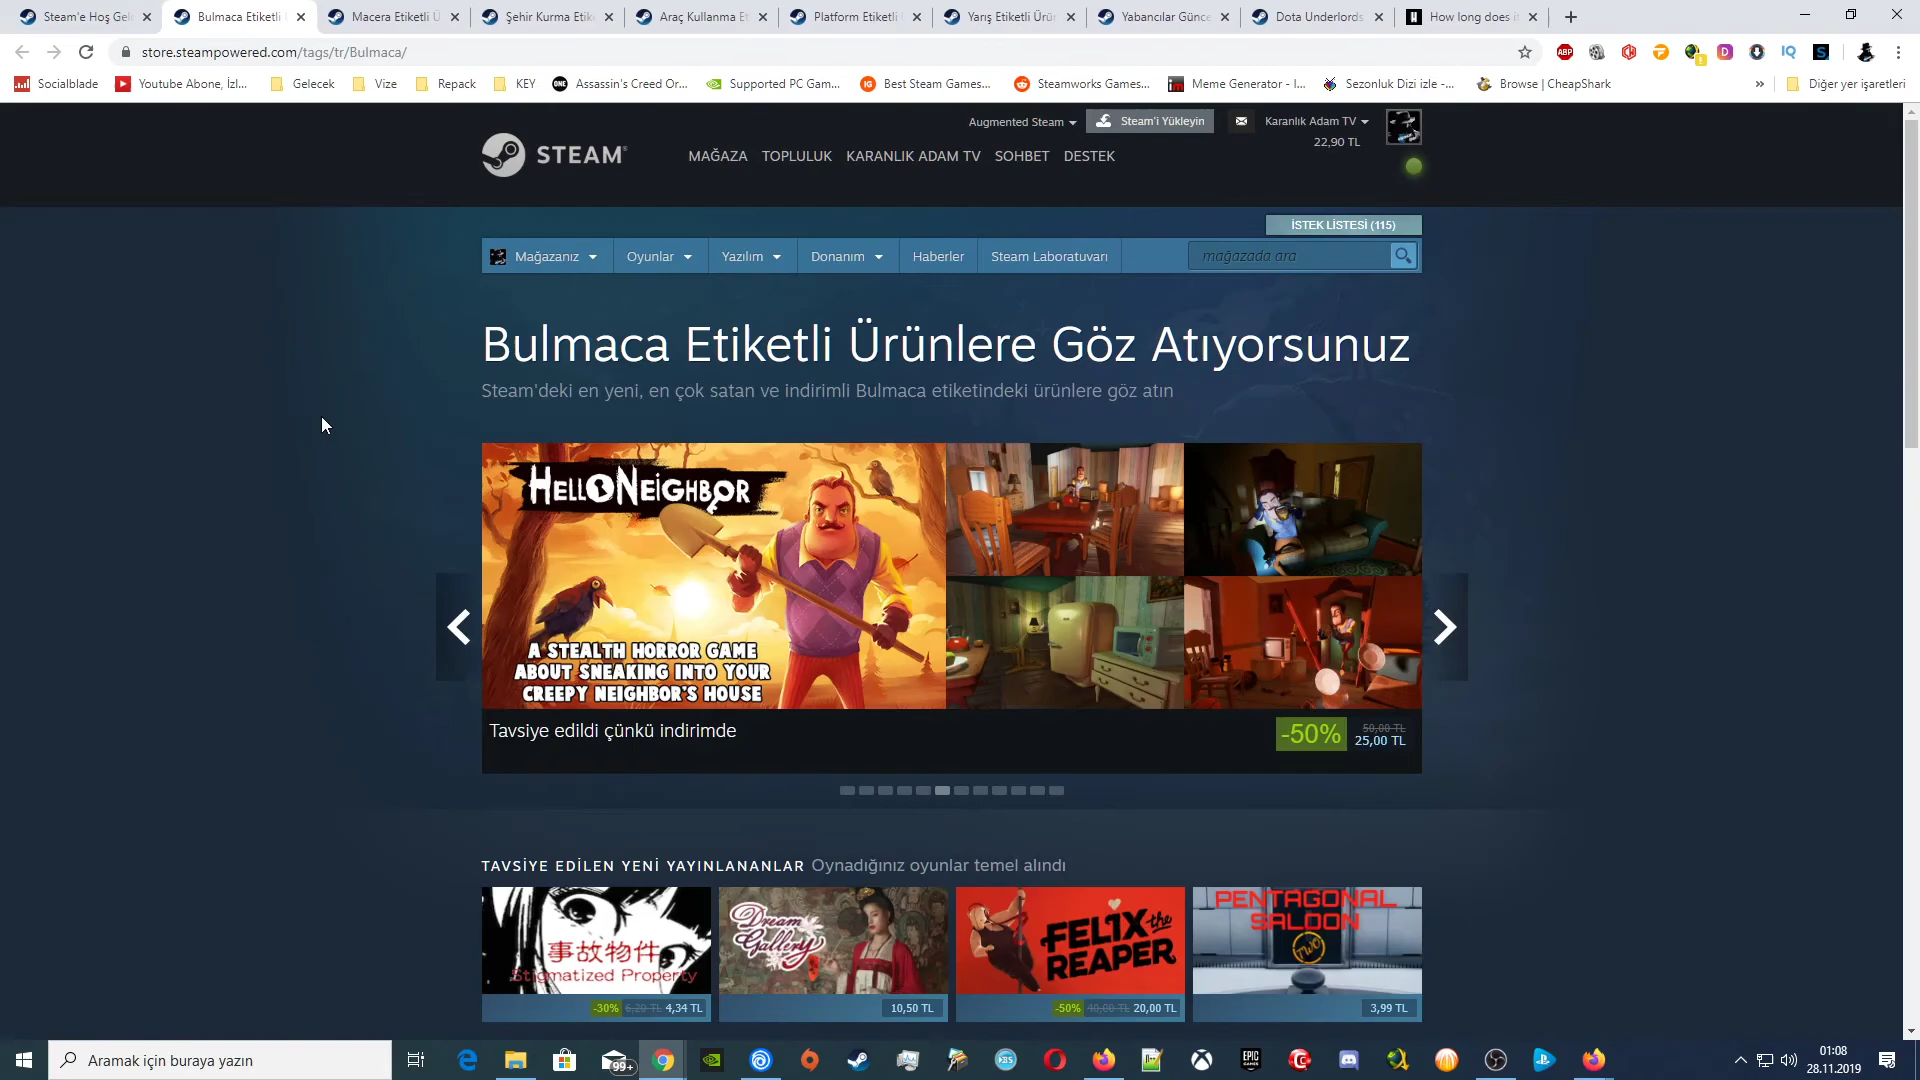 Steam'e Hoş Gel
Bulmaca Etiketli
Macera Etiketli Ü
Şehir Kurma Etik
Araç Kullanma Et
Platform Etiketli
Yarış Etiketli Ürü
Yabancılar Günce
Dota Underlords
How long does it
store.steampowered.com/tags/tr/Bulmaca/
Socialblade
Youtube Abone, İzl...
Gelecek
Vize
Repack
KEY
Assassin's Creed Or...
Supported PC Gam...
Best Steam Games...
Steamworks Games...
Meme Generator - I...
Sezonluk Dizi izle -...
Browse | CheapShark
»
Diğer yer işaretleri
Augmented Steam
Steam'i Yükleyin
Karanlık Adam TV
22,90 TL
STEAM
MAĞAZA TOPLULUK KARANLIK ADAM TV SOHBET DESTEK
İSTEK LİSTESİ (115)
Mağazanız
Oyunlar
Yazılım
Donanım
Haberler
Steam Laboratuvarı
mağazada ara
Bulmaca Etiketli Ürünlere Göz Atıyorsunuz
Steam'deki en yeni, en çok satan ve indirimli Bulmaca etiketindeki ürünlere göz atın
HELLO NEIGHBOR
A STEALTH HORROR GAME
ABOUT SNEAKING INTO YOUR
CREEPY NEIGHBOR'S HOUSE
Tavsiye edildi çünkü indirimde
-50%
50,00 TL
25,00 TL
TAVSİYE EDİLEN YENİ YAYINLANANLAR Oynadığınız oyunlar temel alındı
事故物件
Stigmatized Property
-30% 6,20 TL 4,34 TL
Dream
Gallery
10,50 TL
FELIX the
REAPER
-50% 40,00 TL 20,00 TL
PENTAGONAL
SALOON
TWO
3,99 TL
Aramak için buraya yazın
99+
01:08
28.11.2019